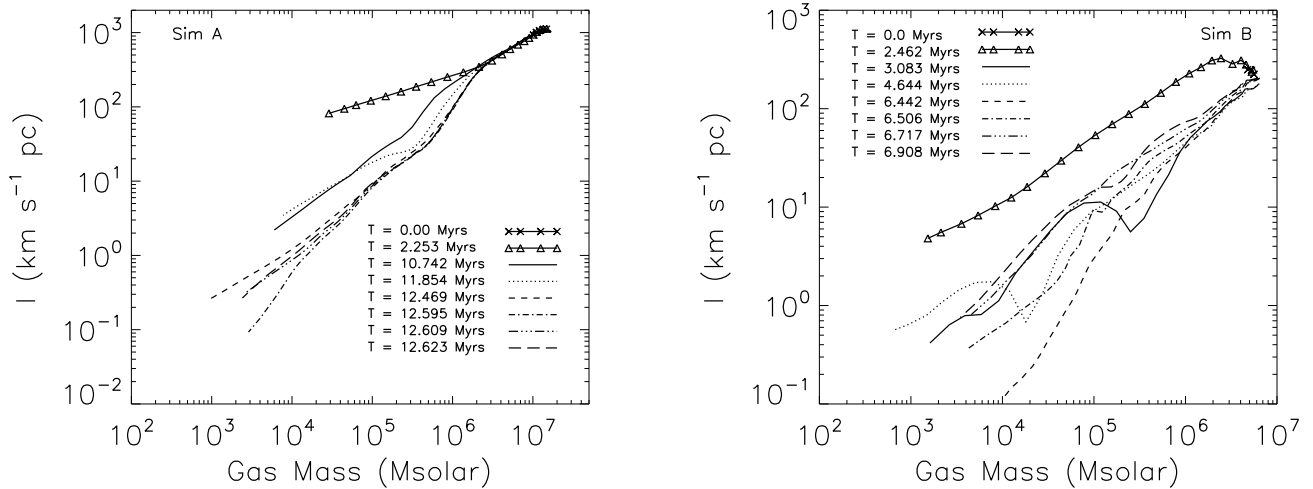 Sim A
10^3
10^2
10^1
10^0
10^-1
10^-2
l (km s^-1 pc)
T = 0.00 Myrs
T = 2.253 Myrs
T = 10.742 Myrs
T = 11.854 Myrs
T = 12.469 Myrs
T = 12.595 Myrs
T = 12.609 Myrs
T = 12.623 Myrs
10^2 10^3 10^4 10^5 10^6 10^7
Gas Mass (Msolar)
Sim B
10^3
10^2
10^1
10^0
10^-1
l (km s^-1 pc)
T = 0.0 Myrs
T = 2.462 Myrs
T = 3.083 Myrs
T = 4.644 Myrs
T = 6.442 Myrs
T = 6.506 Myrs
T = 6.717 Myrs
T = 6.908 Myrs
10^2 10^3 10^4 10^5 10^6 10^7
Gas Mass (Msolar)